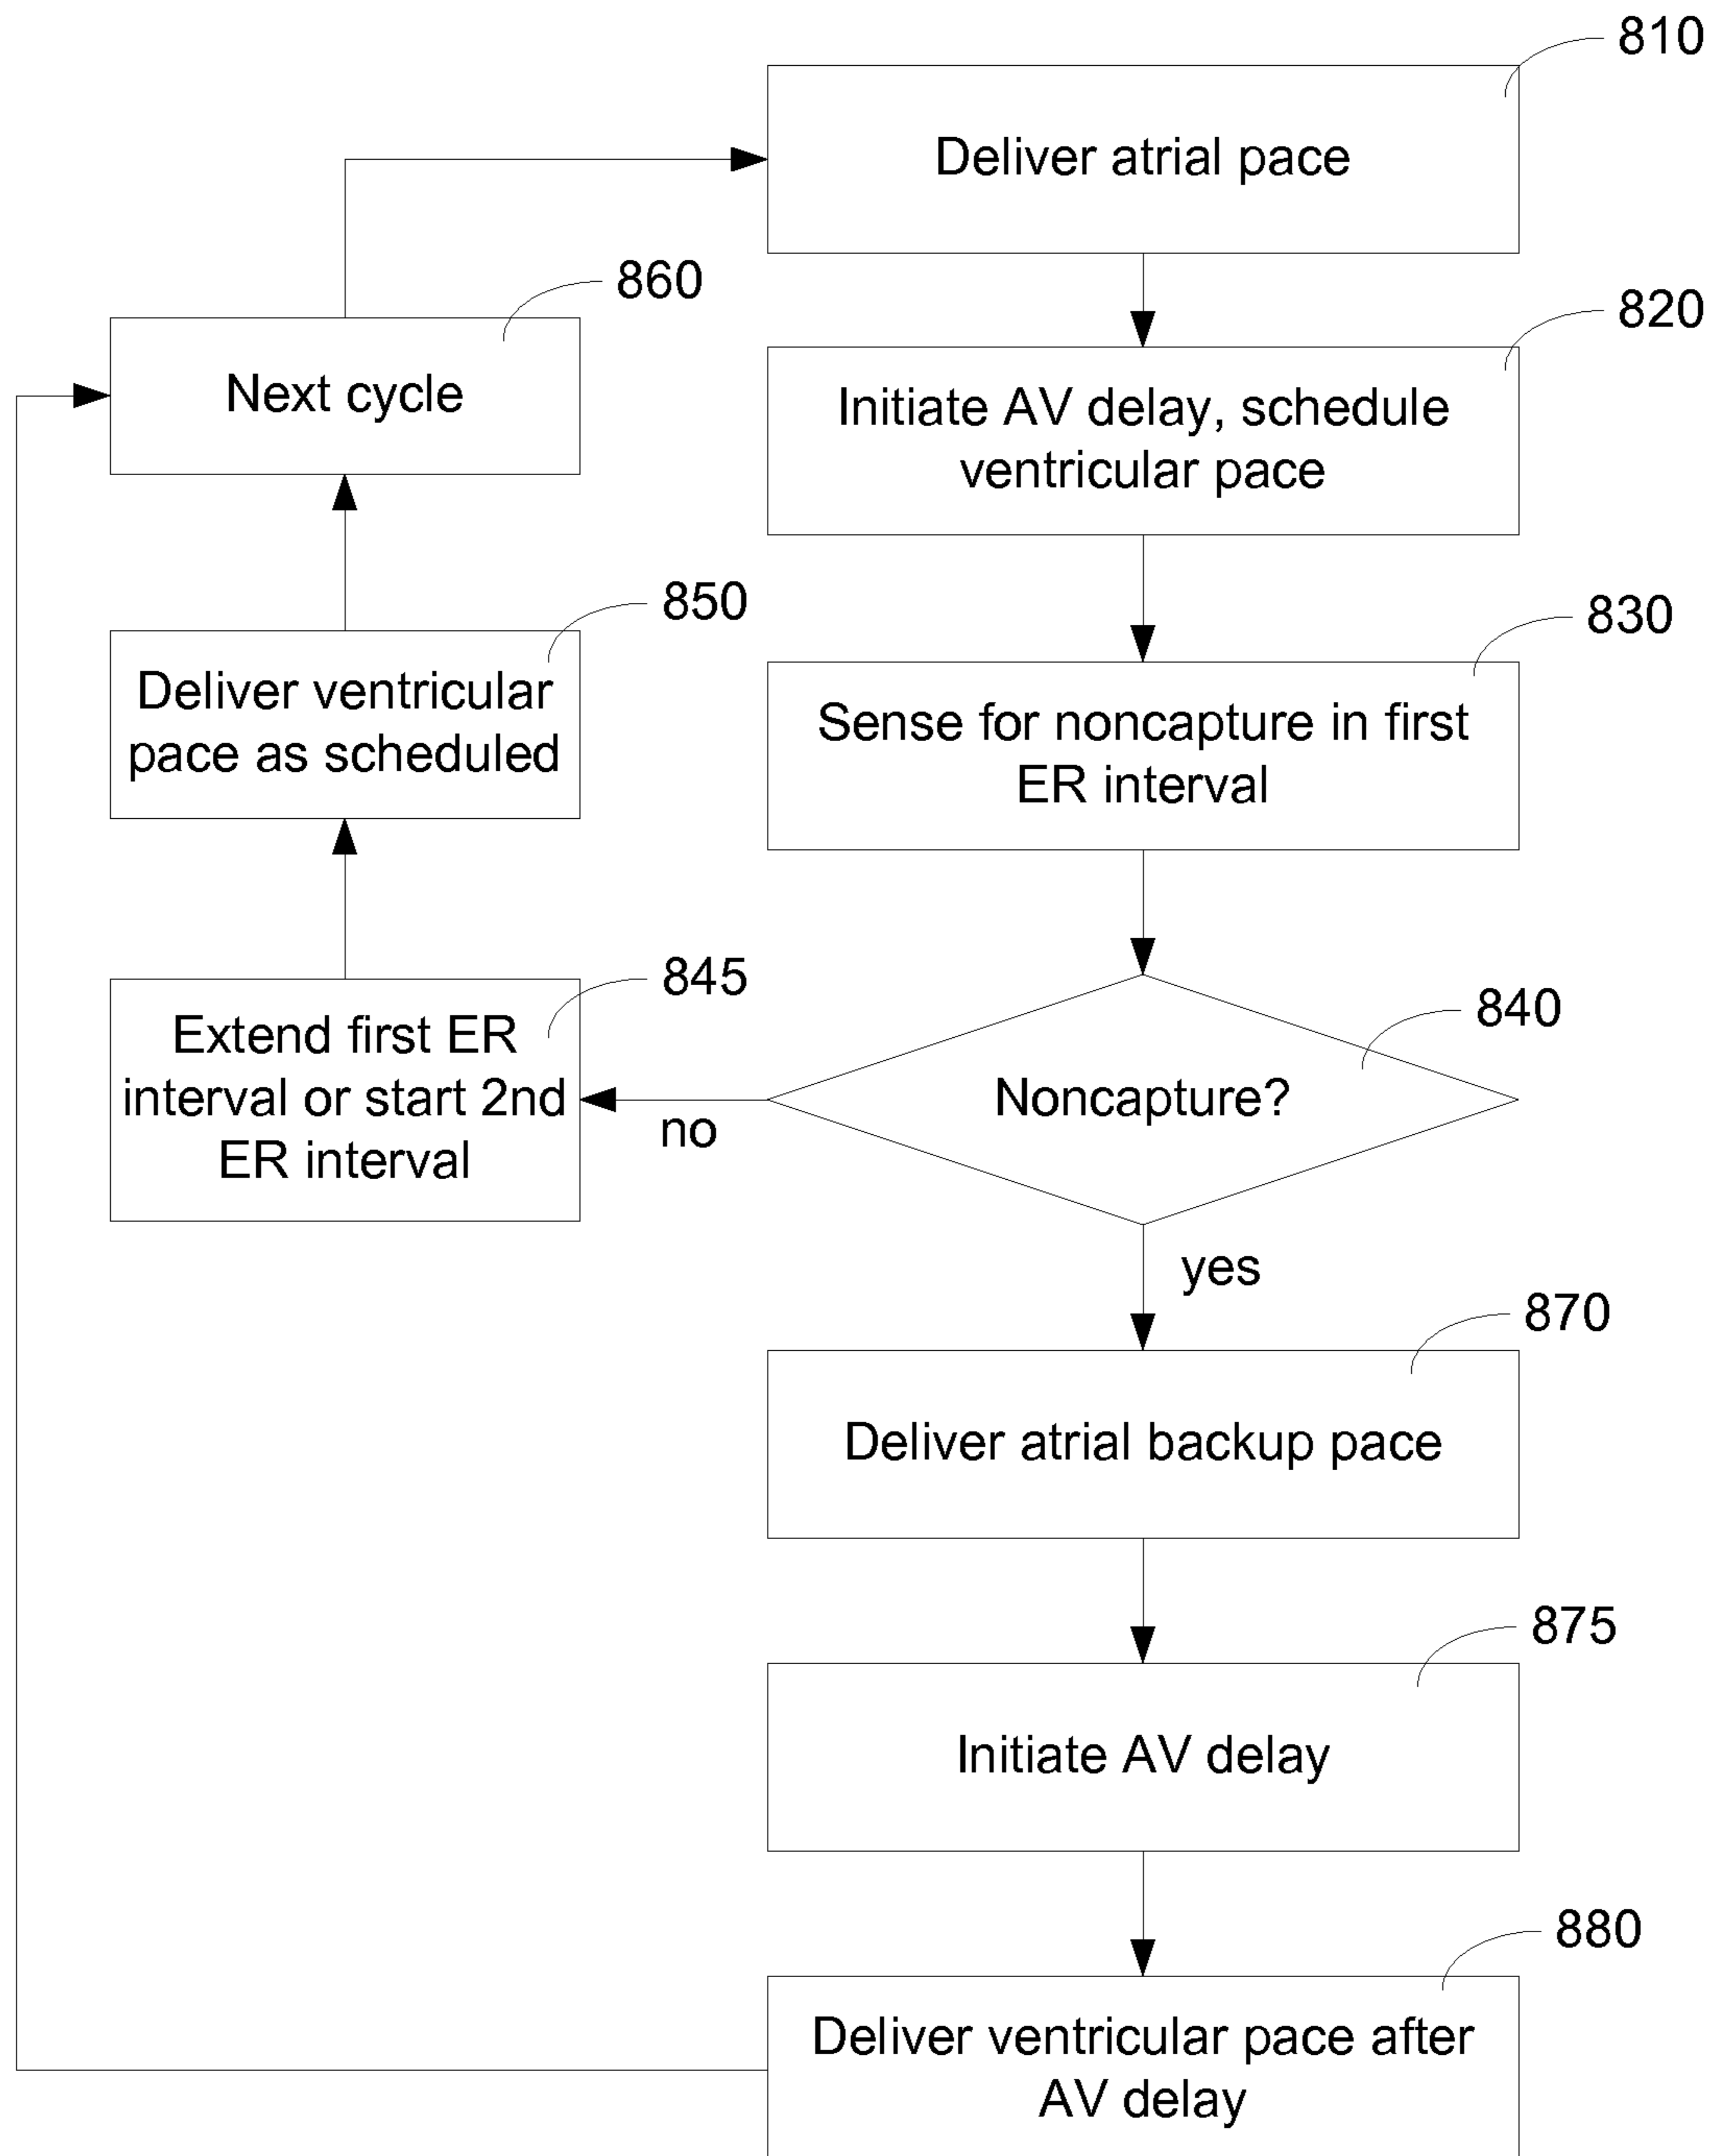 810
Deliver atrial pace
860
820
Next cycle
Initiate AV delay, schedule
ventricular pace
850
830
Deliver ventricular
pace as scheduled
Sense for noncapture in first
ER interval
845
840
Extend first ER
interval or start 2nd
ER interval
no
Noncapture?
yes
870
Deliver atrial backup pace
875
Initiate AV delay
880
Deliver ventricular pace after
AV delay